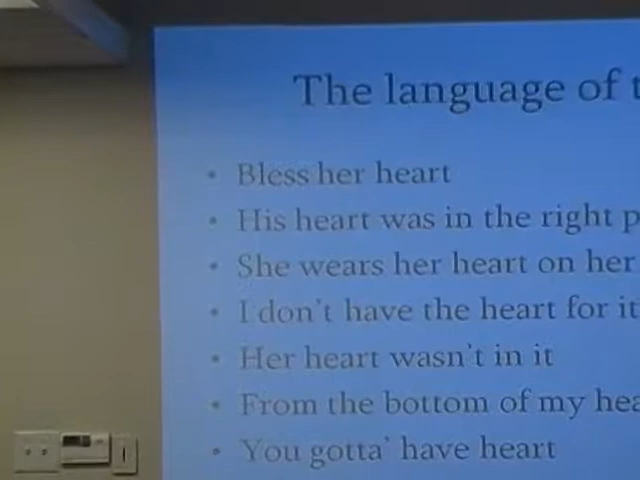 The language of t
• Bless her heart
• His heart was in the right p
• She wears her heart on her
• I don't have the heart for it
• Her heart wasn't in it
• From the bottom of my hea
• You gotta' have heart